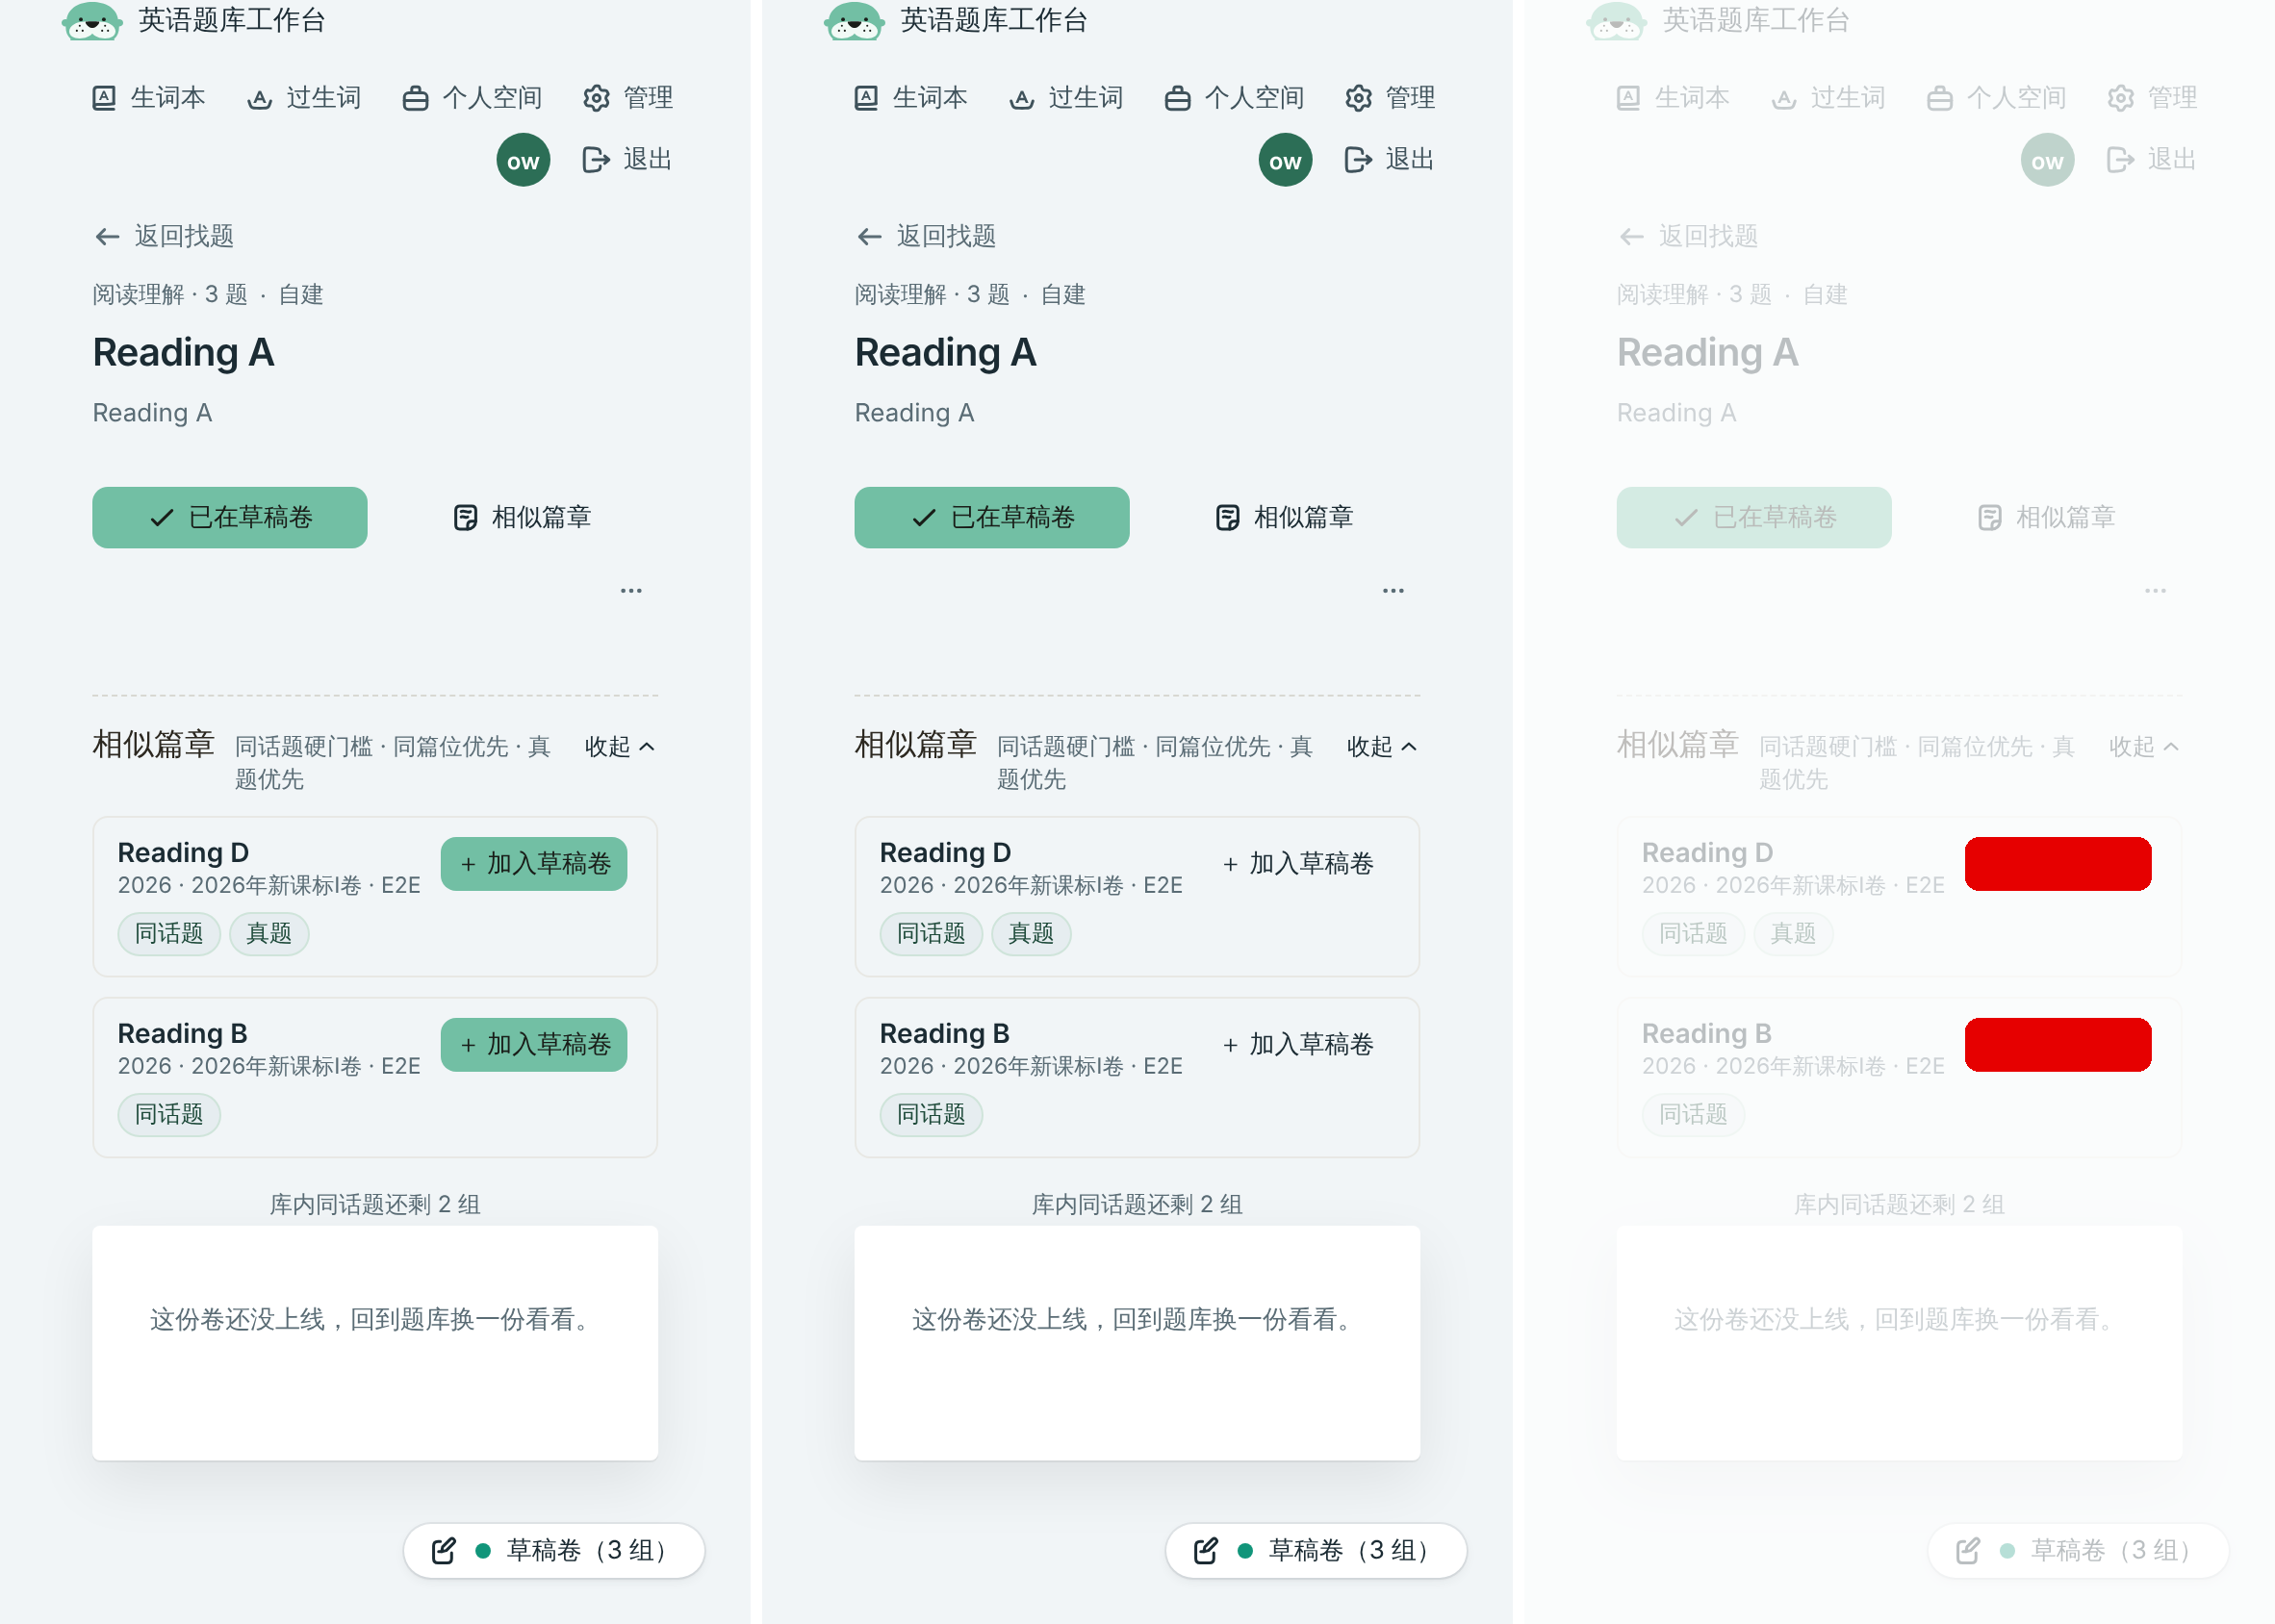 英语题库工作台
生词本 过生词 个人空间 管理
ow 退出
返回找题
阅读理解 · 3 题 · 自建
Reading A
Reading A
已在草稿卷 相似篇章
...
相似篇章 同话题硬门槛 · 同篇位优先 · 真题优先 收起
Reading D
2026 · 2026年新课标I卷 · E2E
+ 加入草稿卷
同话题 真题
Reading B
2026 · 2026年新课标I卷 · E2E
+ 加入草稿卷
同话题
库内同话题还剩 2 组
这份卷还没上线，回到题库换一份看看。
草稿卷（3 组）
英语题库工作台
生词本 过生词 个人空间 管理
ow 退出
返回找题
阅读理解 · 3 题 · 自建
Reading A
Reading A
已在草稿卷 相似篇章
...
相似篇章 同话题硬门槛 · 同篇位优先 · 真题优先 收起
Reading D
2026 · 2026年新课标I卷 · E2E
+ 加入草稿卷
同话题 真题
Reading B
2026 · 2026年新课标I卷 · E2E
+ 加入草稿卷
同话题
库内同话题还剩 2 组
这份卷还没上线，回到题库换一份看看。
草稿卷（3 组）
英语题库工作台
生词本 过生词 个人空间 管理
ow 退出
返回找题
阅读理解 · 3 题 · 自建
Reading A
Reading A
已在草稿卷 相似篇章
...
相似篇章 同话题硬门槛 · 同篇位优先 · 真题优先 收起
Reading D
2026 · 2026年新课标I卷 · E2E
同话题 真题
Reading B
2026 · 2026年新课标I卷 · E2E
同话题
库内同话题还剩 2 组
这份卷还没上线，回到题库换一份看看。
草稿卷（3 组）